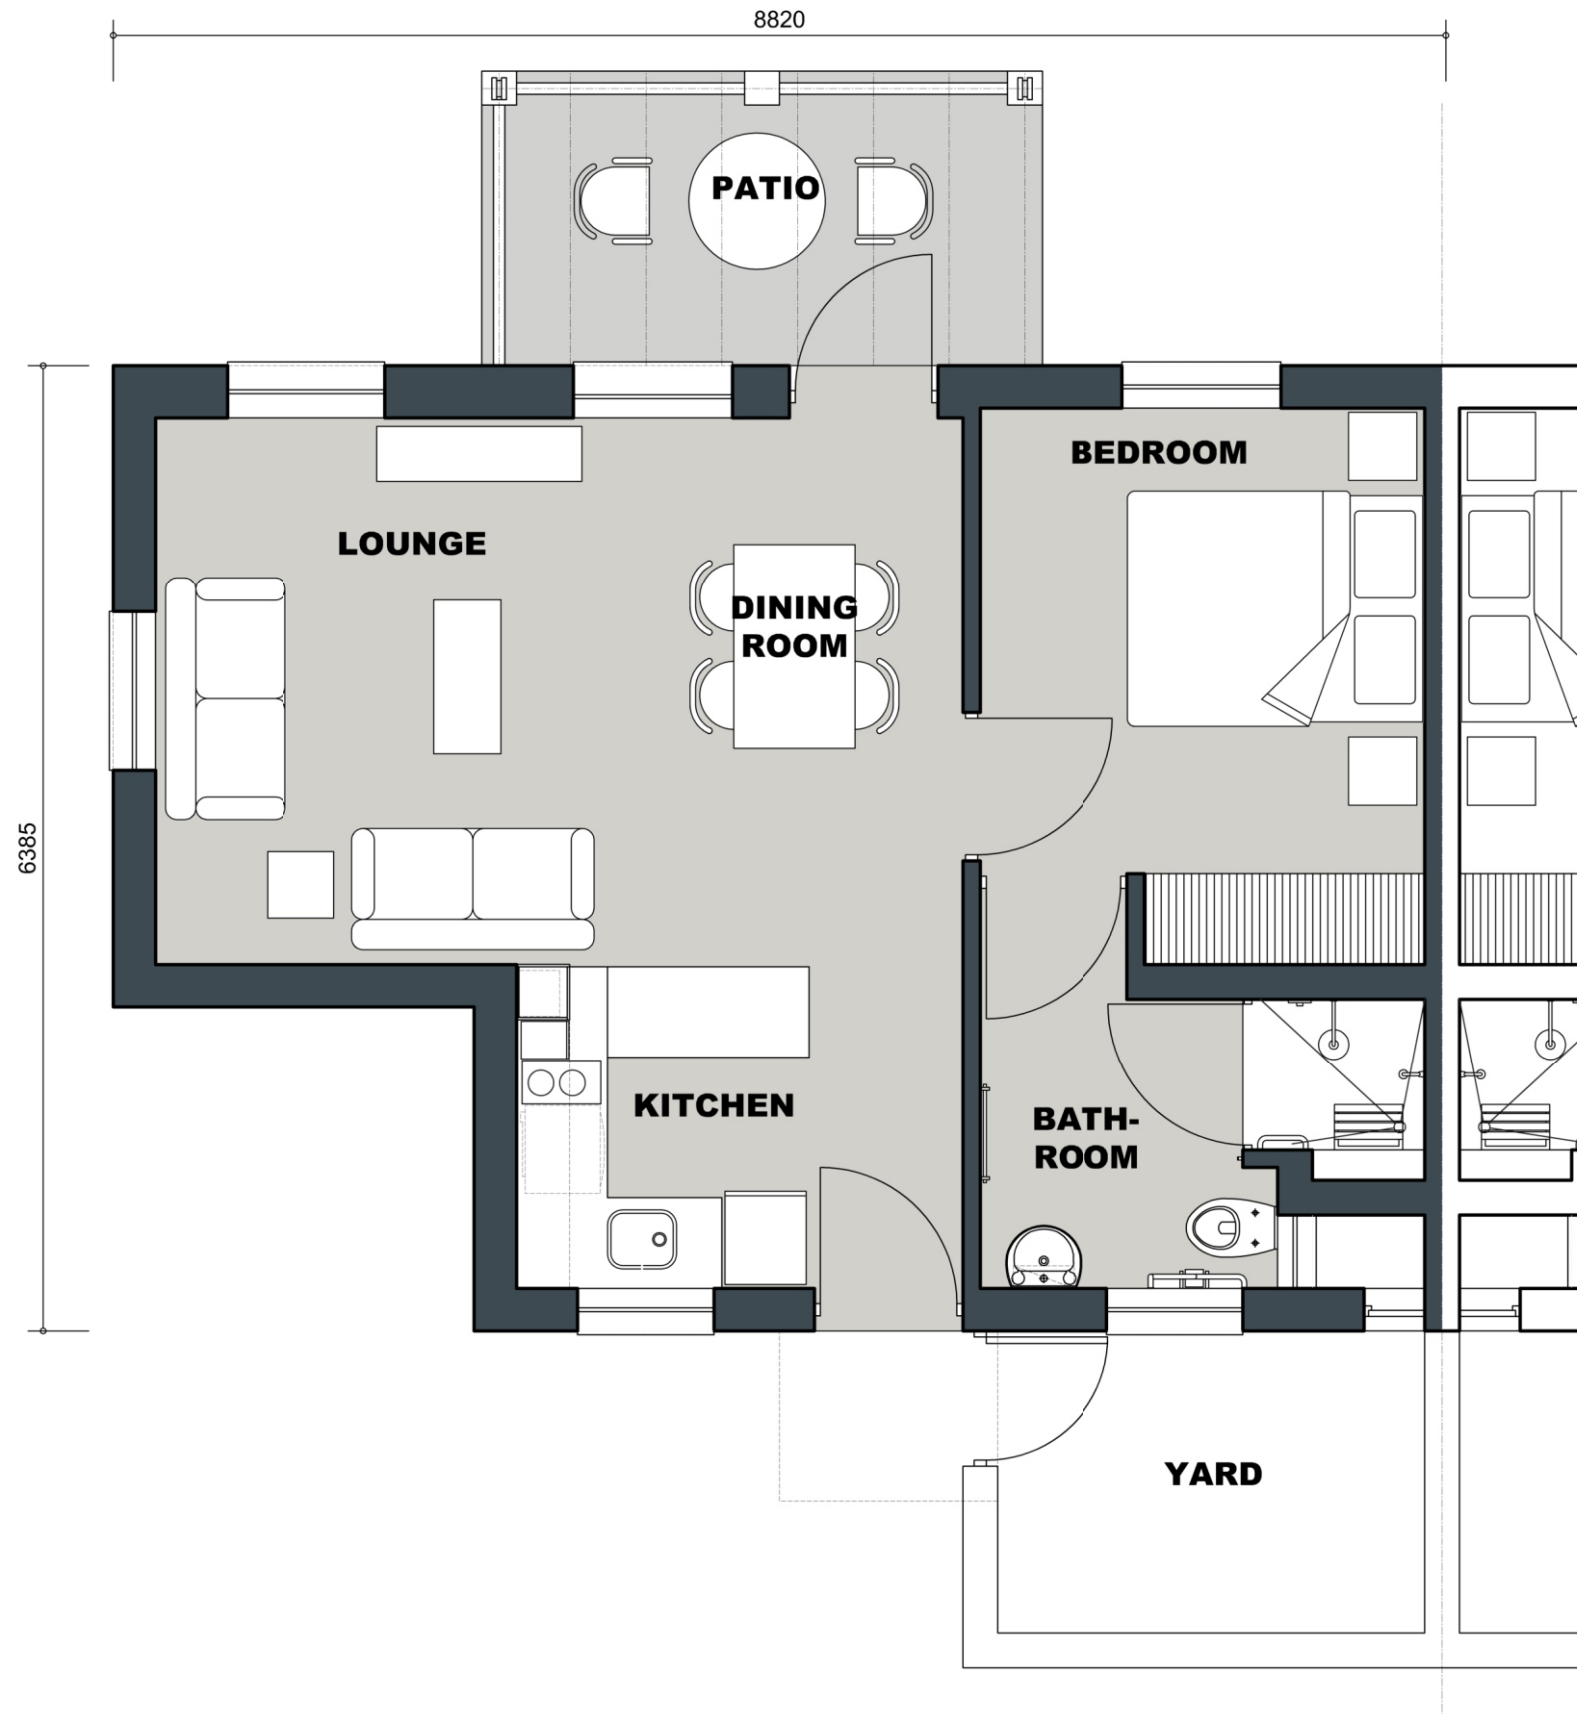 8820
PATIO
BEDROOM
LOUNGE
DINING
ROOM
6385
KITCHEN
BATH-
ROOM
YARD